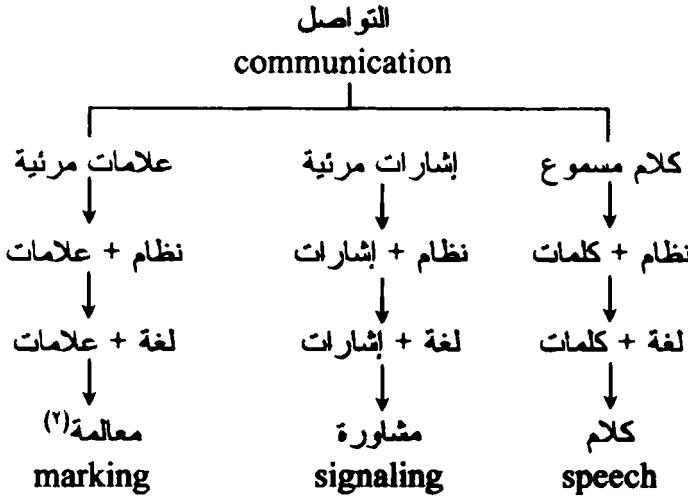 التواصل
communication
كلام مسموع إشارات مرئية علامات مرئية
نظام + كلمات نظام + إشارات نظام + علامات
لغة + كلمات لغة + إشارات لغة + علامات
كلام مشاورة معالمة(٢)
speech signaling marking